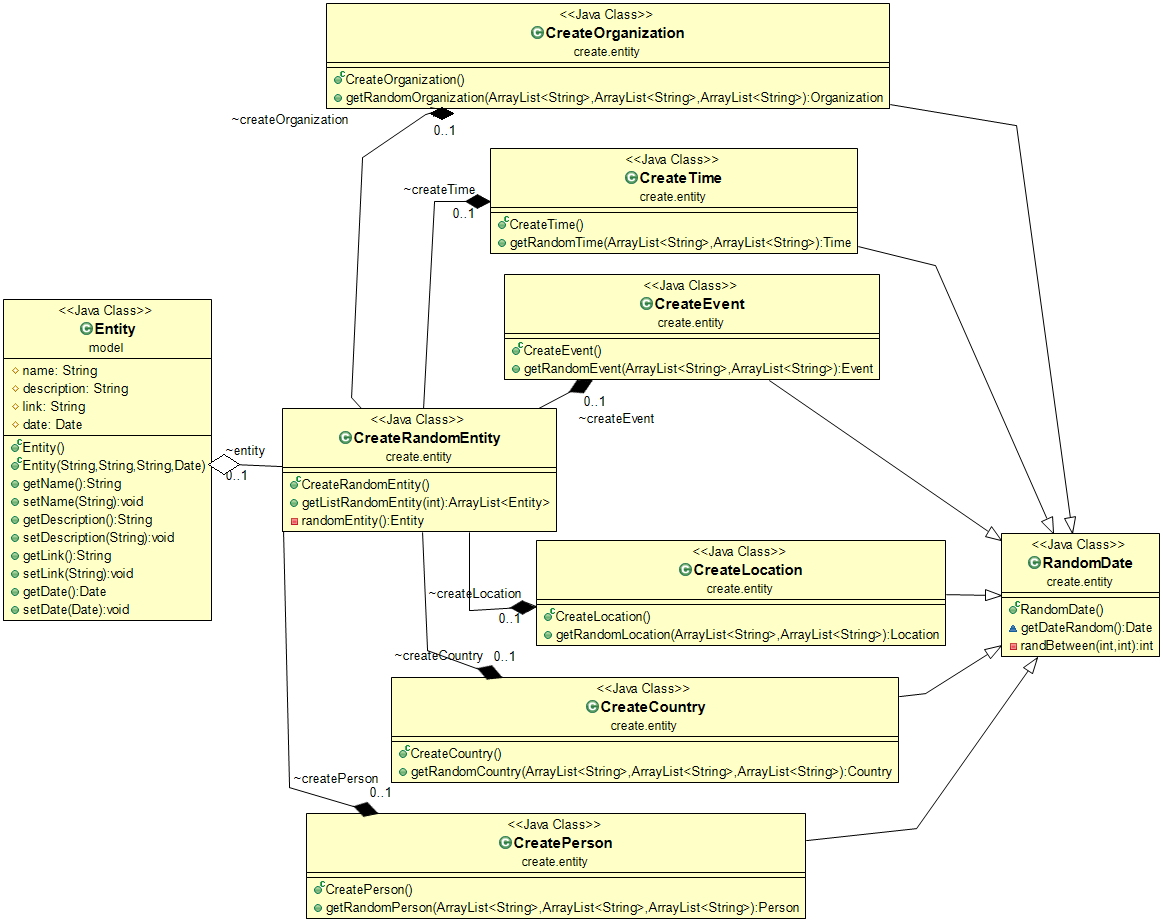 <<Java Class>>
CreateOrganization
create.entity
CreateOrganization()
getRandomOrganization(ArrayList<String>,ArrayList<String>,ArrayList<String>):Organization
~createOrganization
0..1
<<Java Class>>
CreateTime
create.entity
CreateTime()
getRandomTime(ArrayList<String>,ArrayList<String>):Time
~createTime
0..1
<<Java Class>>
CreateEvent
create.entity
CreateEvent()
getRandomEvent(ArrayList<String>,ArrayList<String>):Event
0..1
~createEvent
<<Java Class>>
Entity
model
name: String
description: String
link: String
date: Date
Entity()
Entity(String,String,String,Date)
getName():String
setName(String):void
getDescription():String
setDescription(String):void
getLink():String
setLink(String):void
getDate():Date
setDate(Date):void
~entity
0..1
<<Java Class>>
CreateRandomEntity
create.entity
CreateRandomEntity()
getListRandomEntity(int):ArrayList<Entity>
randomEntity():Entity
<<Java Class>>
RandomDate
create.entity
RandomDate()
getDateRandom():Date
randBetween(int,int):int
<<Java Class>>
CreateLocation
create.entity
CreateLocation()
getRandomLocation(ArrayList<String>,ArrayList<String>):Location
~createLocation
0..1
~createCountry
0..1
<<Java Class>>
CreateCountry
create.entity
CreateCountry()
getRandomCountry(ArrayList<String>,ArrayList<String>,ArrayList<String>):Country
~createPerson
0..1
<<Java Class>>
CreatePerson
create.entity
CreatePerson()
getRandomPerson(ArrayList<String>,ArrayList<String>,ArrayList<String>):Person